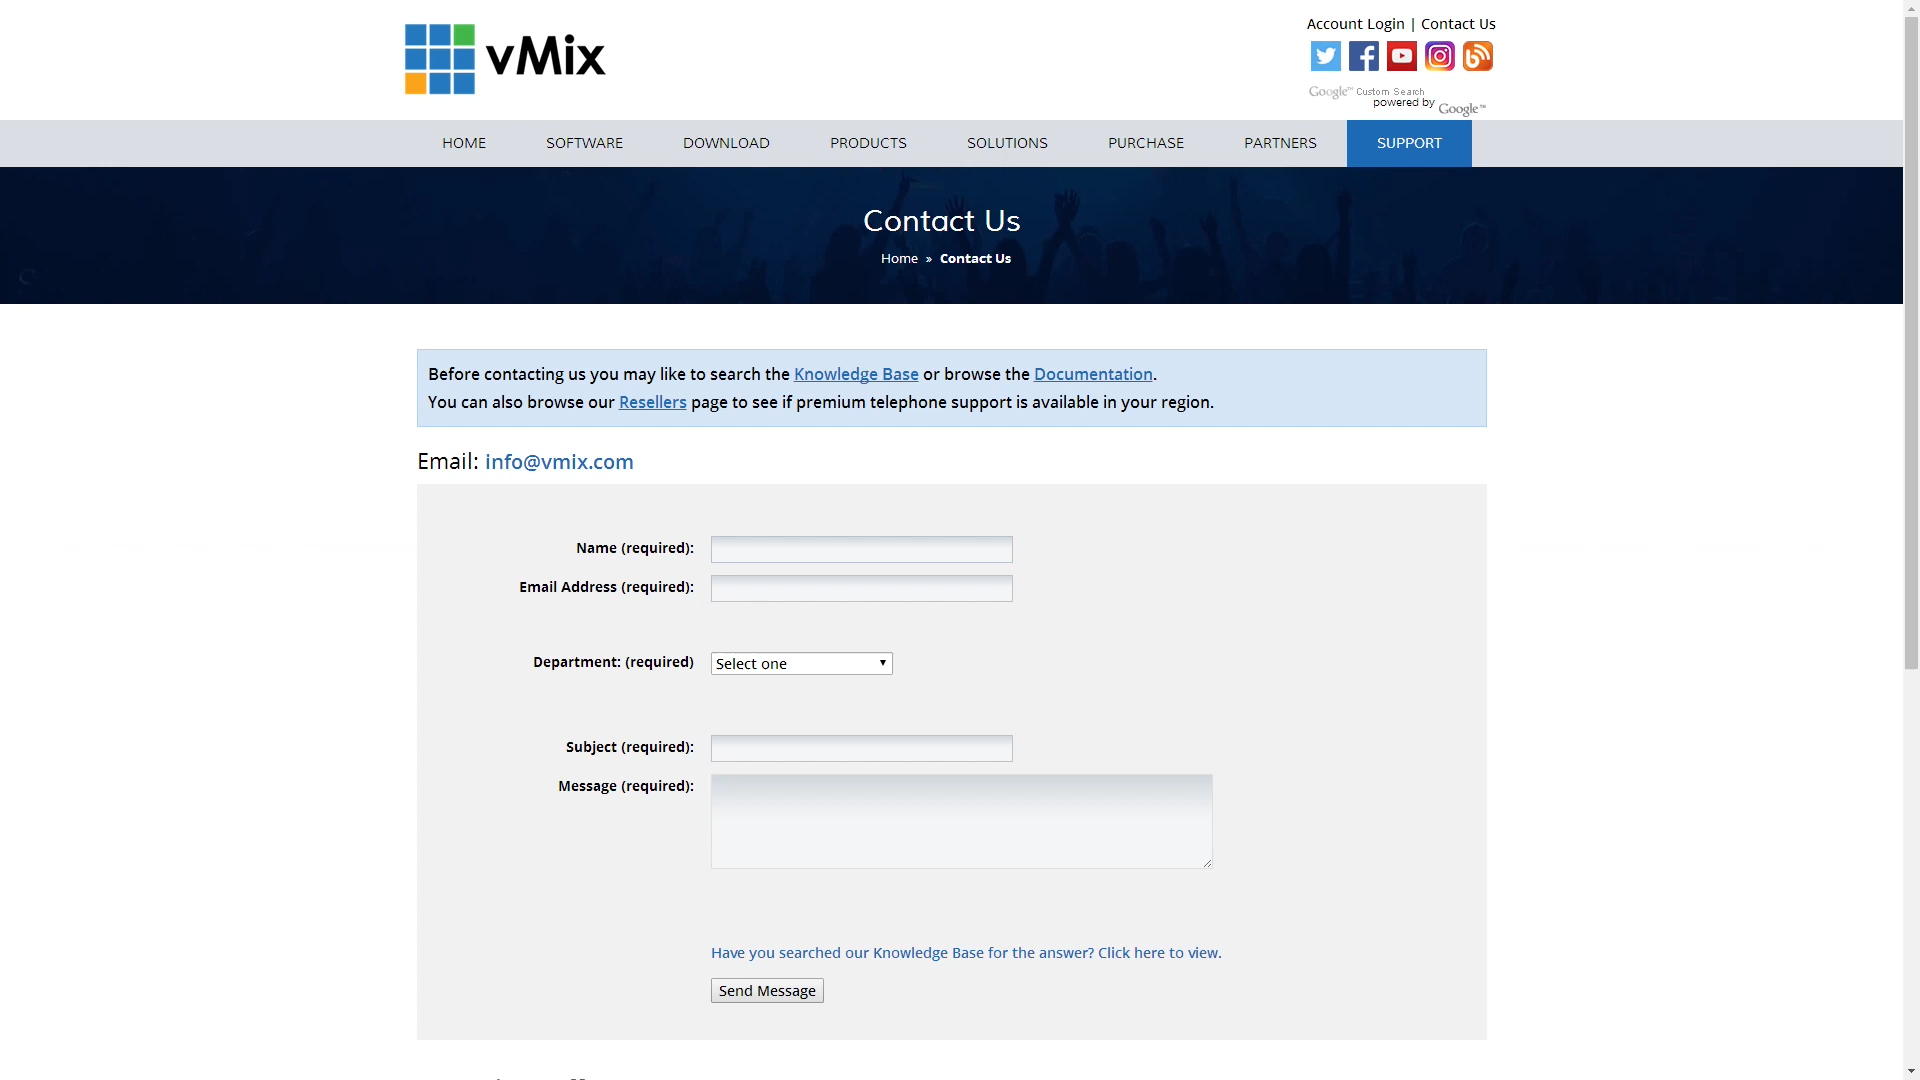 vMix
Account Login | Contact Us
Google™ Custom Search
powered by Google™
HOME SOFTWARE DOWNLOAD PRODUCTS SOLUTIONS PURCHASE PARTNERS SUPPORT
Contact Us
Home » Contact Us
Before contacting us you may like to search the Knowledge Base or browse the Documentation.
You can also browse our Resellers page to see if premium telephone support is available in your region.
Email: info@vmix.com
Name (required):
Email Address (required):
Department: (required) Select one
Subject (required):
Message (required):
Have you searched our Knowledge Base for the answer? Click here to view.
Send Message